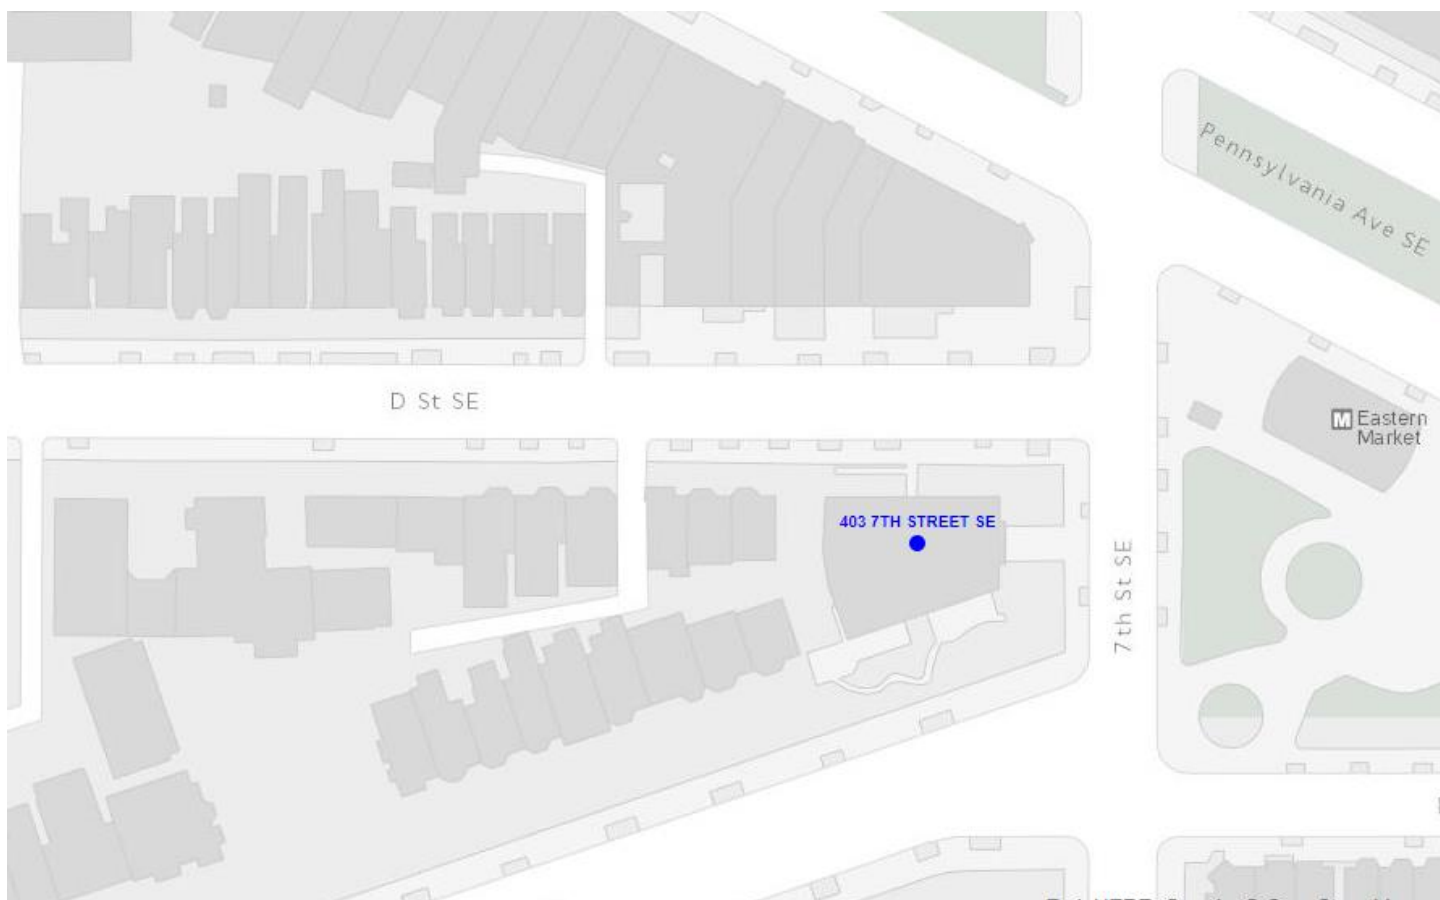 Pennsylvania Ave SE
D St SE
M Eastern
Market
403 7TH STREET SE
7th St SE